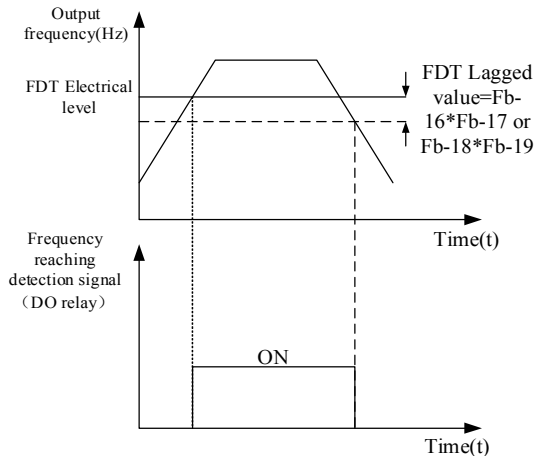 Output
frequency(Hz)
FDT Electrical
level
FDT Lagged
value=Fb-
16*Fb-17 or
Fb-18*Fb-19
Time(t)
Frequency
reaching
detection signal
（DO relay）
ON
Time(t)